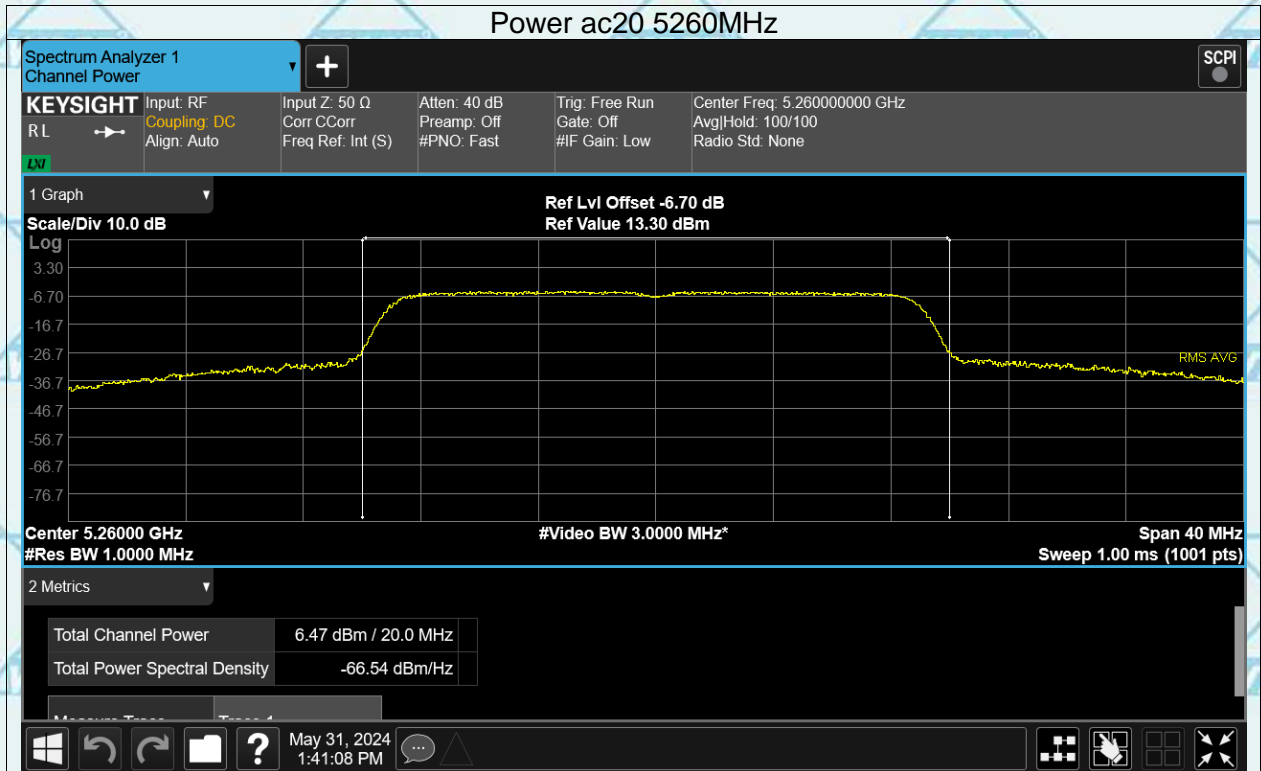 Power ac20 5260MHz
Spectrum Analyzer 1
Channel Power
SCPI
KEYSIGHT
R L
LXI
Input: RF
Coupling: DC
Align: Auto
Input Z: 50 Ω
Corr CCorr
Freq Ref: Int (S)
Atten: 40 dB
Preamp: Off
#PNO: Fast
Trig: Free Run
Gate: Off
#IF Gain: Low
Center Freq: 5.260000000 GHz
Avg|Hold: 100/100
Radio Std: None
1 Graph
Scale/Div 10.0 dB
Ref Lvl Offset -6.70 dB
Ref Value 13.30 dBm
Log
3.30
-6.70
-16.7
-26.7
-36.7
-46.7
-56.7
-66.7
-76.7
RMS AVG
Center 5.26000 GHz
#Res BW 1.0000 MHz
#Video BW 3.0000 MHz*
Span 40 MHz
Sweep 1.00 ms (1001 pts)
2 Metrics
Total Channel Power 6.47 dBm / 20.0 MHz
Total Power Spectral Density -66.54 dBm/Hz
Measure Trace Trace 1
?
May 31, 2024
1:41:08 PM